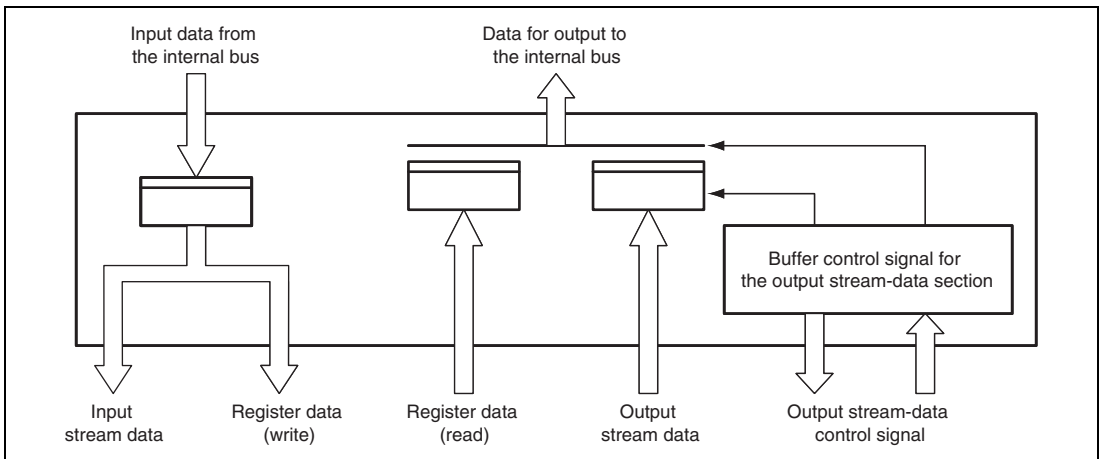 Input data from
the internal bus
Data for output to
the internal bus
Buffer control signal for
the output stream-data section
Input
stream data
Register data
(write)
Register data
(read)
Output
stream data
Output stream-data
control signal